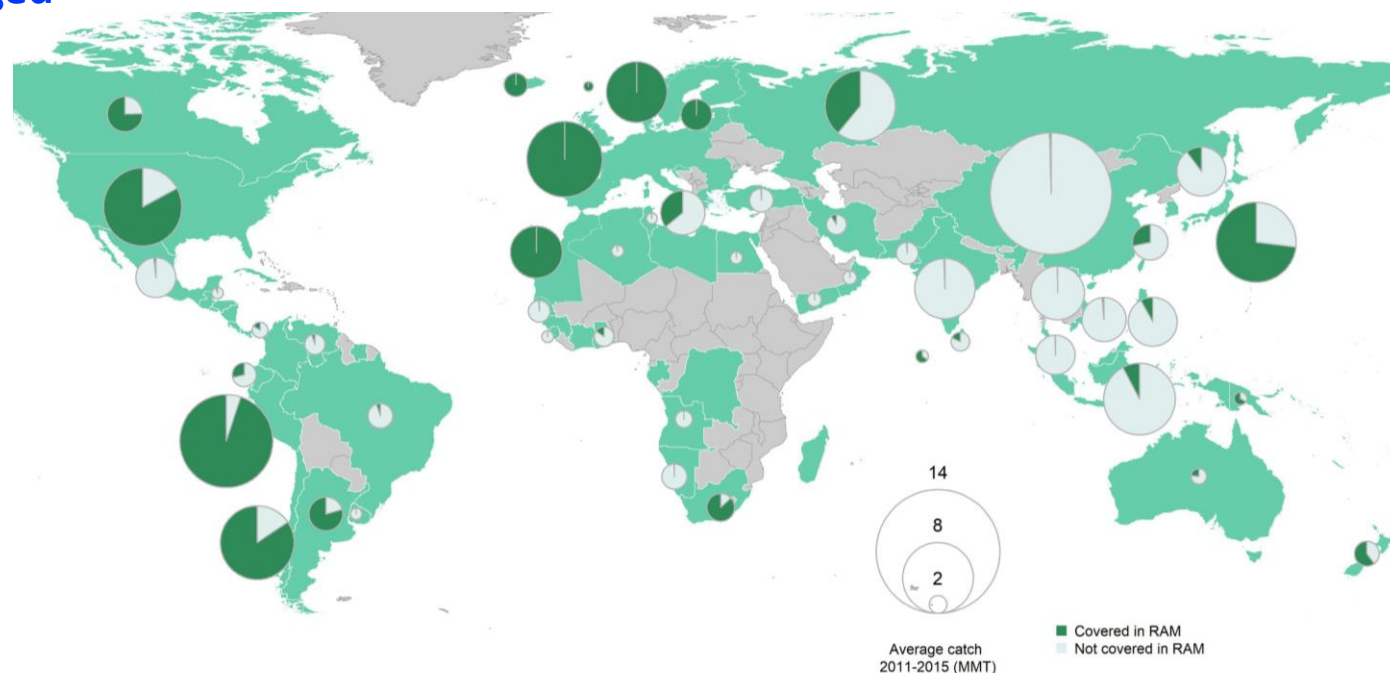 14
8
2
Average catch
2011-2015 (MMT)
Covered in RAM
Not covered in RAM